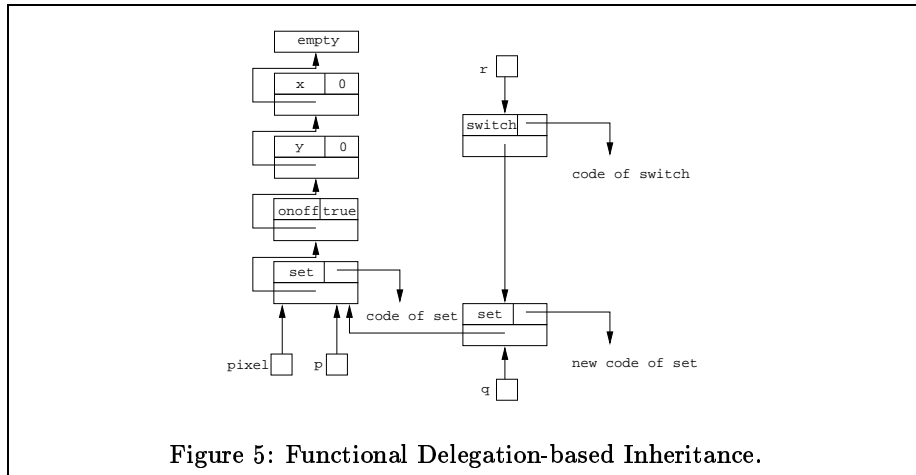 empty
x 0
y 0
onoff true
set
code of set
pixel
p
r
switch
code of switch
set
new code of set
q
Figure 5: Functional Delegation-based Inheritance.